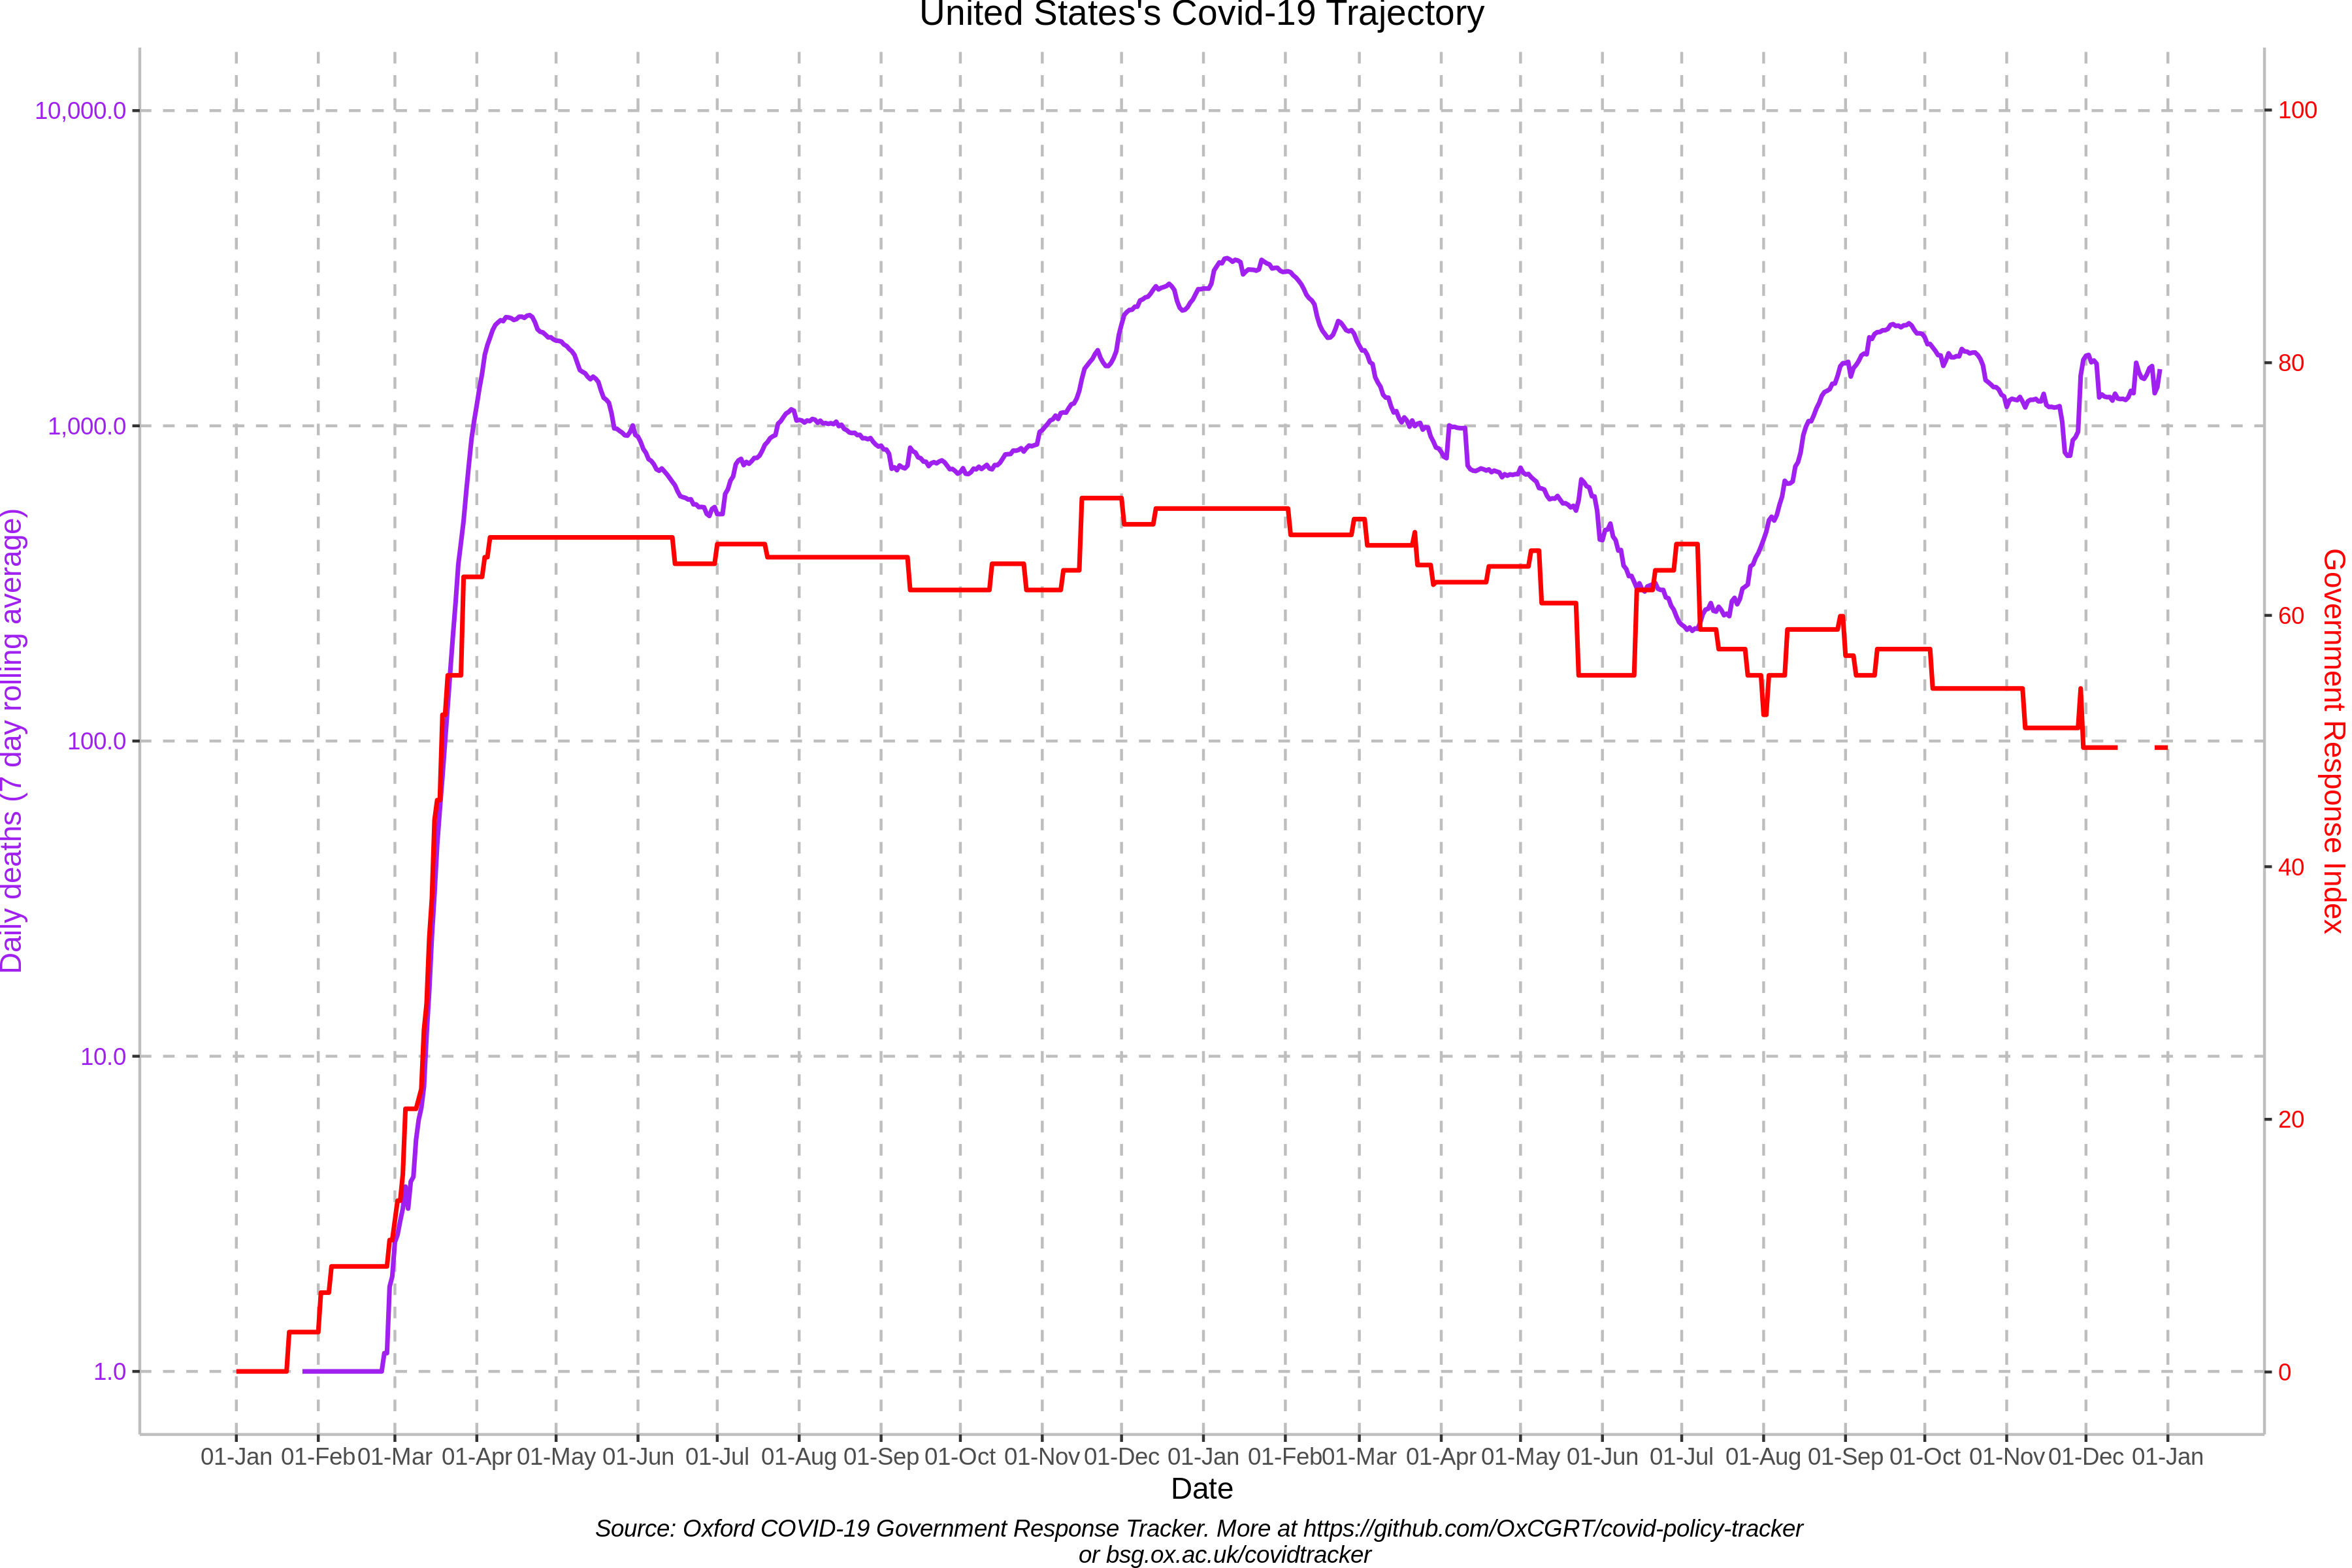 United States's Covid-19 Trajectory
10,000.0
1,000.0
100.0
10.0
1.0
Daily deaths (7 day rolling average)
100
80
60
40
20
0
Government Response Index
01-Jan 01-Feb 01-Mar 01-Apr 01-May 01-Jun 01-Jul 01-Aug 01-Sep 01-Oct 01-Nov 01-Dec 01-Jan 01-Feb 01-Mar 01-Apr 01-May 01-Jun 01-Jul 01-Aug 01-Sep 01-Oct 01-Nov 01-Dec 01-Jan
Date
Source: Oxford COVID-19 Government Response Tracker. More at https://github.com/OxCGRT/covid-policy-tracker
or bsg.ox.ac.uk/covidtracker